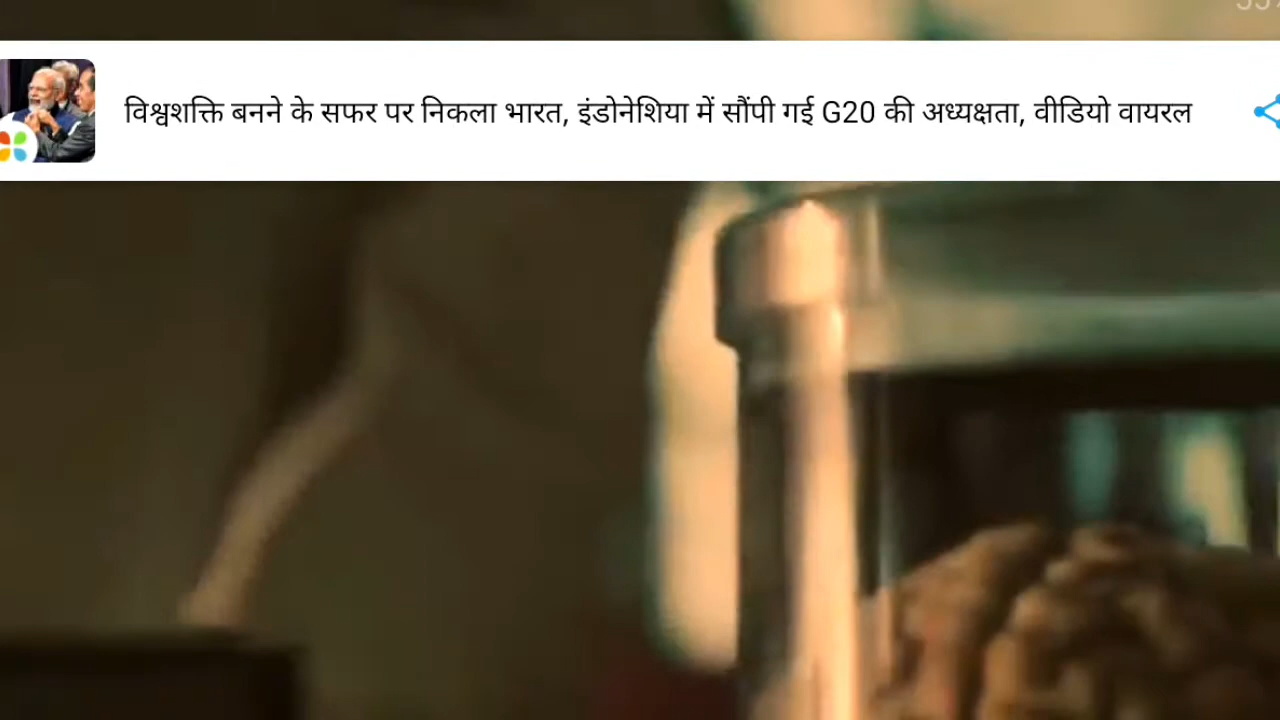 विश्वशक्ति बनने के सफर पर निकला भारत, इंडोनेशिया में सौंपी गई G20 की अध्यक्षता, वीडियो वायरल